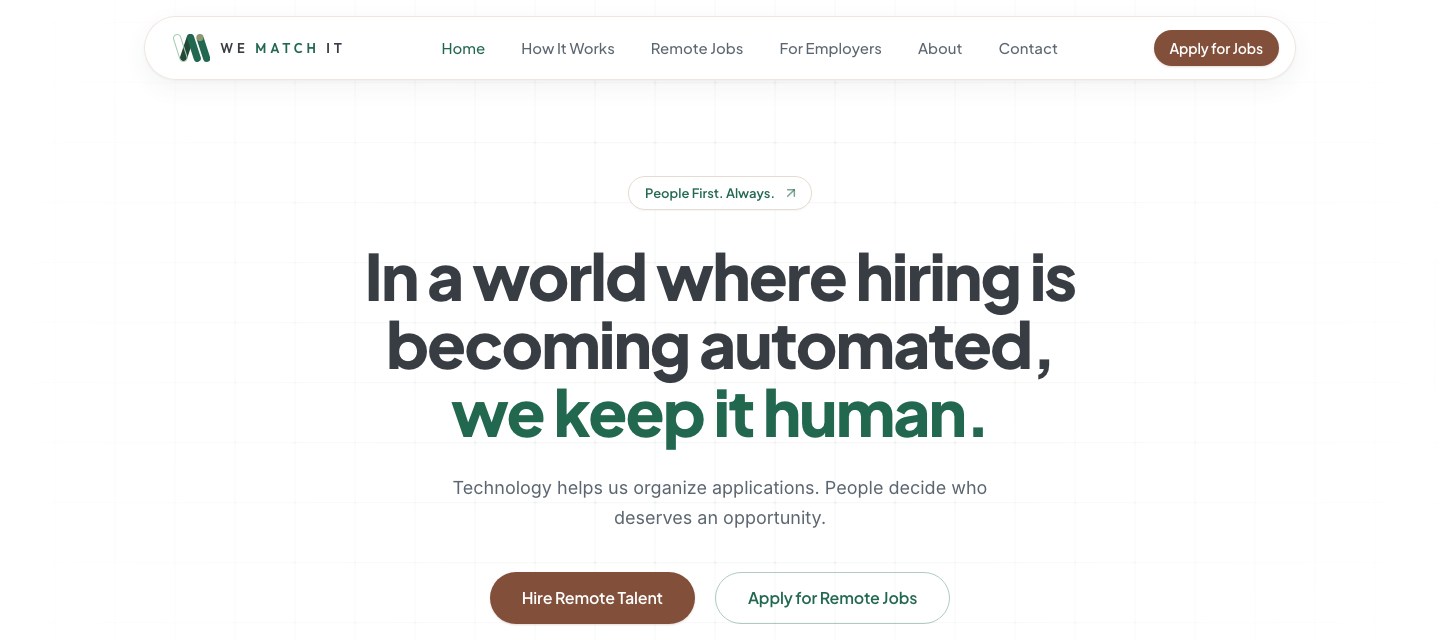 WE MATCH IT
Home
How It Works
Remote Jobs
For Employers
About
Contact
Apply for Jobs
People First. Always.
In a world where hiring is
becoming automated,
we keep it human.
Technology helps us organize applications. People decide who
deserves an opportunity.
Hire Remote Talent
Apply for Remote Jobs